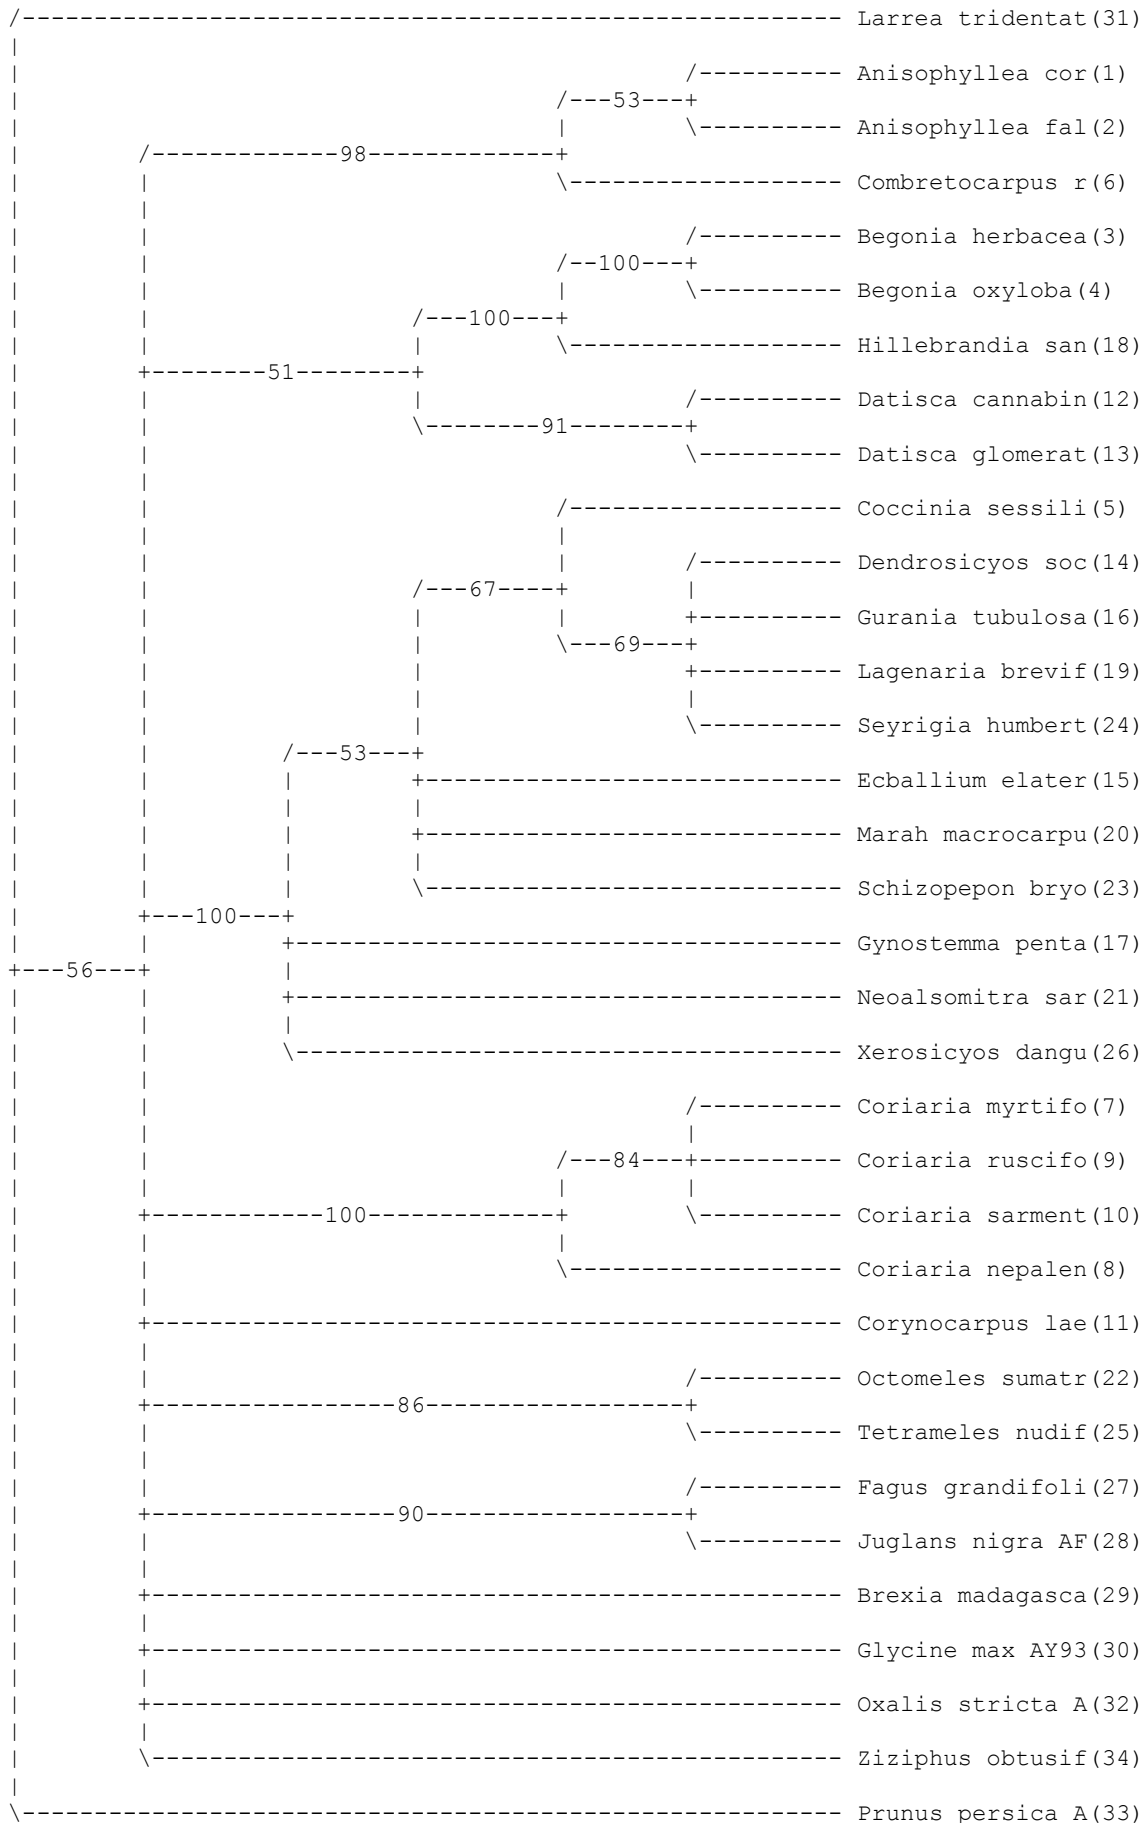 /--------------------------------------------------------- Larrea tridentat(31)
|
|                                              /---------- Anisophyllea cor(1)
|                                     /---53---+
|                                     |        \---------- Anisophyllea fal(2)
|        /-------------98-------------+
|        |                            \------------------- Combretocarpus r(6)
|        |
|        |                                     /---------- Begonia herbacea(3)
|        |                            /--100---+
|        |                            |        \---------- Begonia oxyloba(4)
|        |                  /---100---+
|        |                  |         \------------------- Hillebrandia san(18)
|        +--------51--------+
|        |                  |                  /---------- Datisca cannabin(12)
|        |                  \--------91--------+
|        |                                     \---------- Datisca glomerat(13)
|        |
|        |                            /------------------- Coccinia sessili(5)
|        |                            |
|        |                            |        /---------- Dendrosicyos soc(14)
|        |                  /---67----+        |
|        |                  |         |        +---------- Gurania tubulosa(16)
|        |                  |         \---69---+
|        |                  |                  +---------- Lagenaria brevif(19)
|        |                  |                  |
|        |                  |                  \---------- Seyrigia humbert(24)
|        |         /---53---+
|        |         |        +----------------------------- Ecballium elater(15)
|        |         |        |
|        |         |        +----------------------------- Marah macrocarpu(20)
|        |         |        |
|        |         |        \----------------------------- Schizopepon bryo(23)
|        +---100---+
|        |         +-------------------------------------- Gynostemma penta(17)
+---56---+         |
|        |         +-------------------------------------- Neoalsomitra sar(21)
|        |         |
|        |         \-------------------------------------- Xerosicyos dangu(26)
|        |
|        |                                     /---------- Coriaria myrtifo(7)
|        |                                     |
|        |                            /---84---+---------- Coriaria ruscifo(9)
|        |                            |        |
|        +------------100-------------+        \---------- Coriaria sarment(10)
|        |                            |
|        |                            \------------------- Coriaria nepalen(8)
|        |
|        +------------------------------------------------ Corynocarpus lae(11)
|        |
|        |                                     /---------- Octomeles sumatr(22)
|        +-----------------86------------------+
|        |                                     \---------- Tetrameles nudif(25)
|        |
|        |                                     /---------- Fagus grandifoli(27)
|        +-----------------90------------------+
|        |                                     \---------- Juglans nigra AF(28)
|        |
|        +------------------------------------------------ Brexia madagasca(29)
|        |
|        +------------------------------------------------ Glycine max AY93(30)
|        |
|        +------------------------------------------------ Oxalis stricta A(32)
|        |
|        \------------------------------------------------ Ziziphus obtusif(34)
|
\--------------------------------------------------------- Prunus persica A(33)